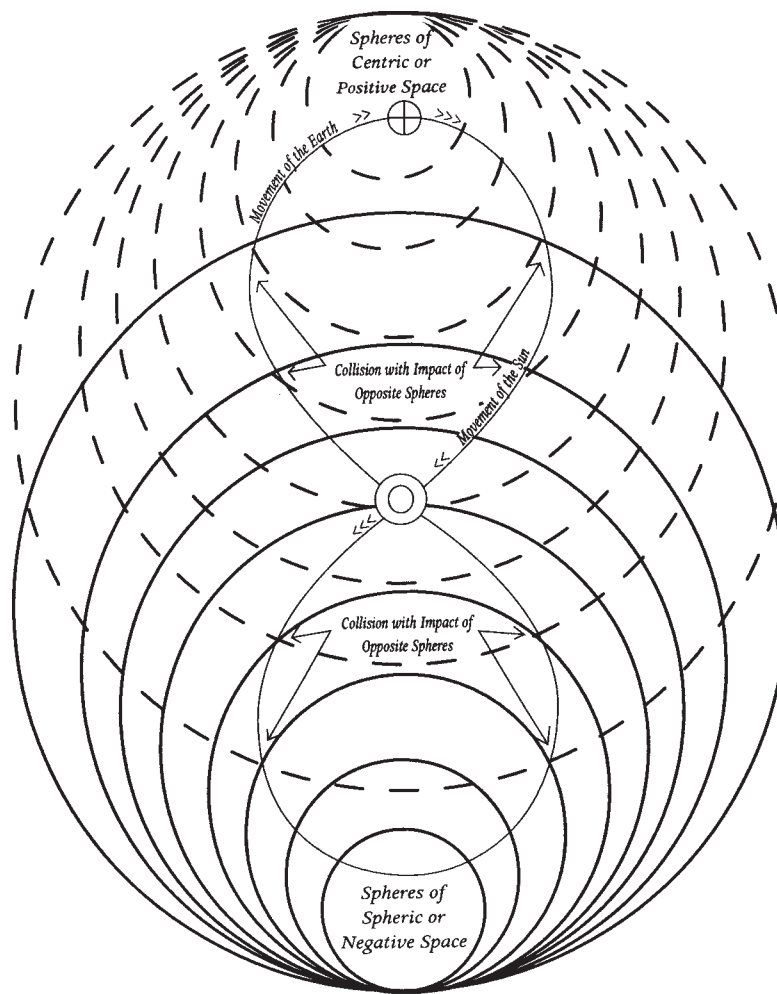 Spheres of
Centric or
Positive Space
Movement of the Earth
Collision with Impact of
Opposite Spheres
Movement of the Sun
Collision with Impact of
Opposite Spheres
Spheres of
Spheric or
Negative Space